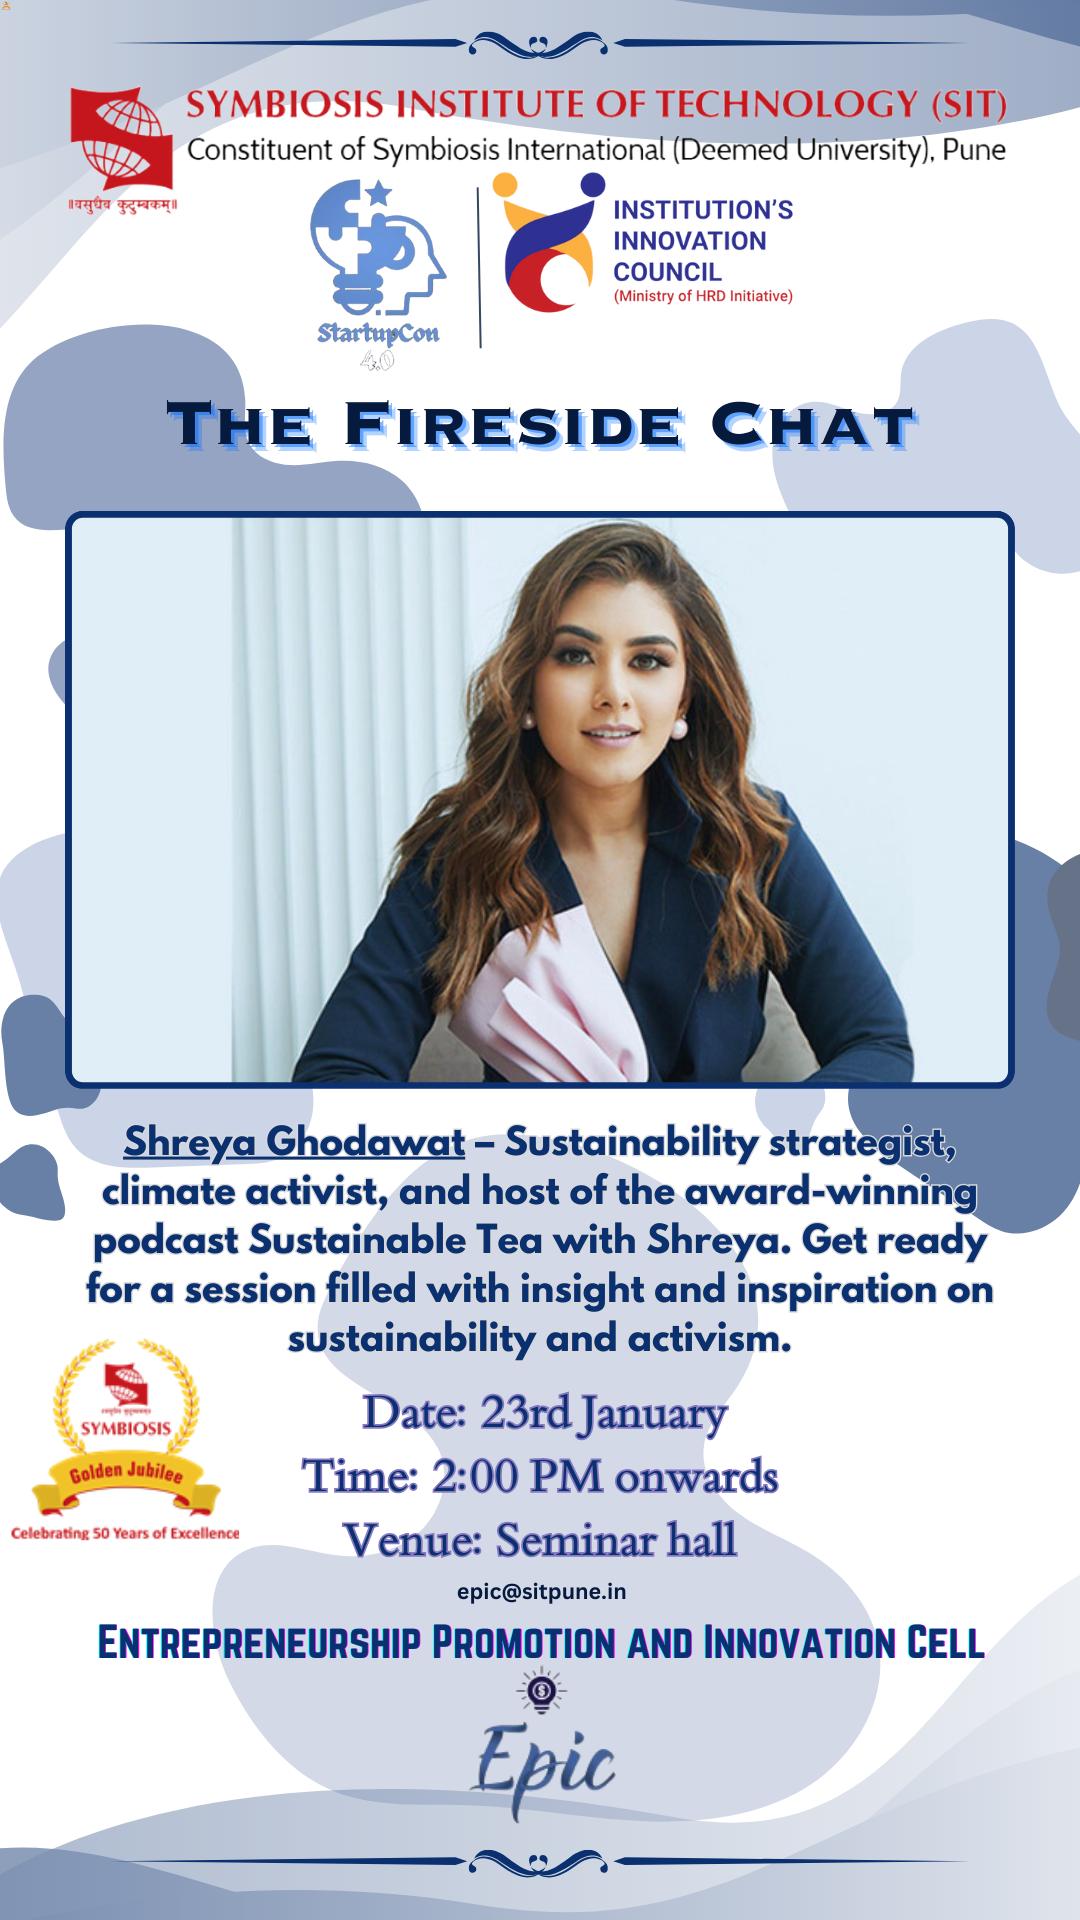 SYMBIOSIS INSTITUTE OF TECHNOLOGY (SIT)
Constituent of Symbiosis International (Deemed University), Pune
॥वसुधैव कुटुम्बकम्॥
StartupCon
4.0
INSTITUTION'S
INNOVATION
COUNCIL
(Ministry of HRD Initiative)
THE FIRESIDE CHAT
Shreya Ghodawat – Sustainability strategist,
climate activist, and host of the award-winning
podcast Sustainable Tea with Shreya. Get ready
for a session filled with insight and inspiration on
sustainability and activism.
SYMBIOSIS
Golden Jubilee
Celebrating 50 Years of Excellence
Date: 23rd January
Time: 2:00 PM onwards
Venue: Seminar hall
epic@sitpune.in
ENTREPRENEURSHIP PROMOTION AND INNOVATION CELL
Epic